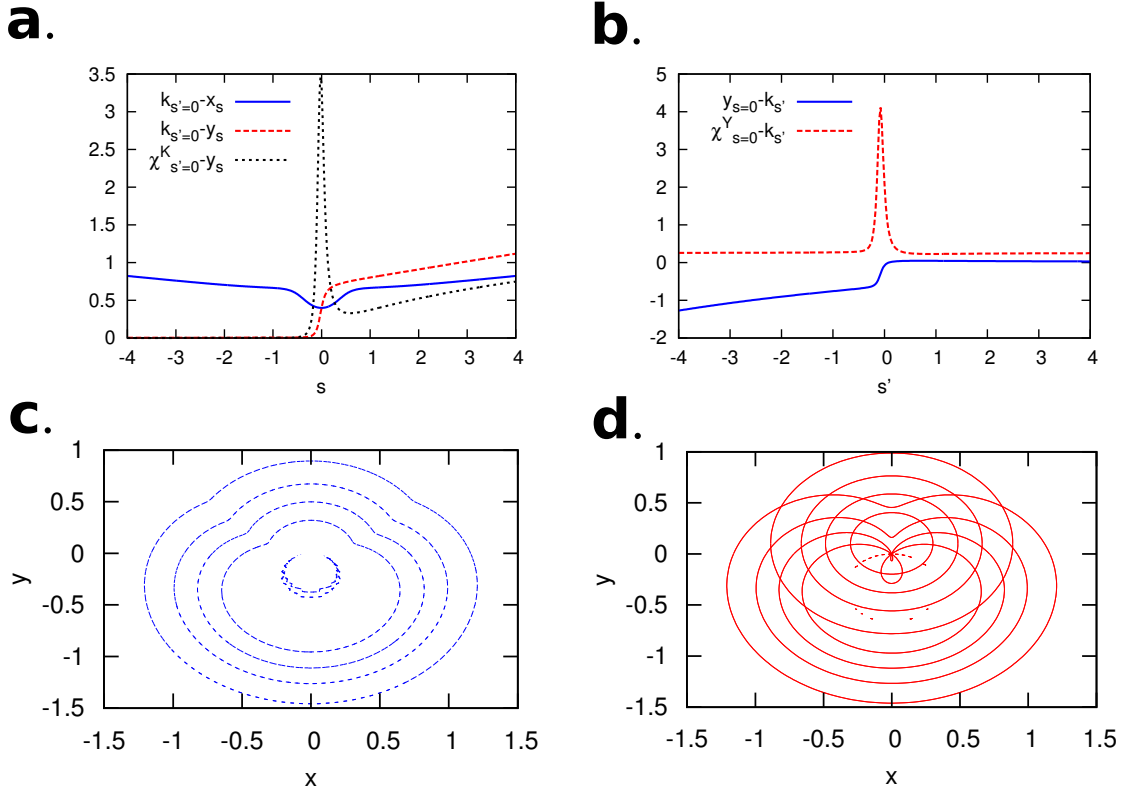 a.
3.5
3
2.5
2
1.5
1
0.5
0
k_{s'=0}-x_s
k_{s'=0}-y_s
χ^K_{s'=0}-y_s
-4 -3 -2 -1 0 1 2 3 4
s
b.
5
4
3
2
1
0
-1
-2
y_{s=0}-k_{s'}
χ^Y_{s=0}-k_{s'}
-4 -3 -2 -1 0 1 2 3 4
s'
c.
1
0.5
0
-0.5
-1
-1.5
y
-1.5 -1 -0.5 0 0.5 1 1.5
x
d.
1
0.5
0
-0.5
-1
-1.5
y
-1.5 -1 -0.5 0 0.5 1 1.5
x